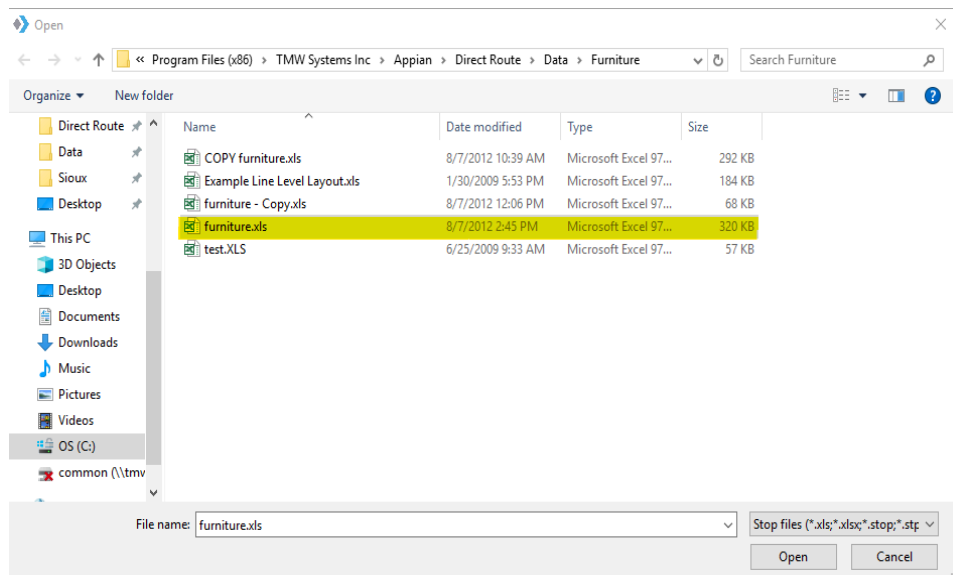 Open
« Program Files (x86) > TMW Systems Inc > Appian > Direct Route > Data > Furniture
Search Furniture
Organize
New folder
Direct Route
Data
Sioux
Desktop
This PC
3D Objects
Desktop
Documents
Downloads
Music
Pictures
Videos
OS (C:)
common (\\tmw
Name Date modified Type Size
COPY furniture.xls 8/7/2012 10:39 AM Microsoft Excel 97... 292 KB
Example Line Level Layout.xls 1/30/2009 5:53 PM Microsoft Excel 97... 184 KB
furniture - Copy.xls 8/7/2012 12:06 PM Microsoft Excel 97... 68 KB
furniture.xls 8/7/2012 2:45 PM Microsoft Excel 97... 320 KB
test.XLS 6/25/2009 9:33 AM Microsoft Excel 97... 57 KB
File name: furniture.xls
Stop files (*.xls;*.xlsx;*.stop;*.stp
Open
Cancel